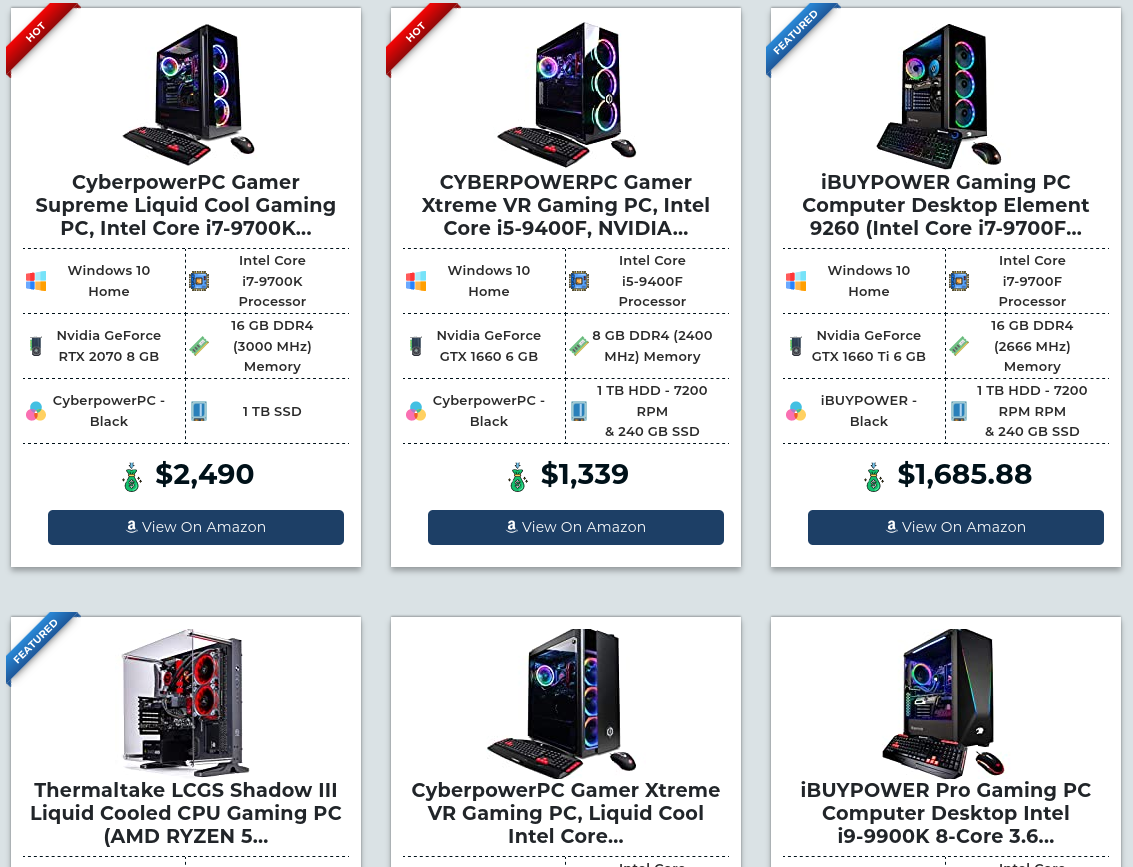 HOT
CyberpowerPC Gamer
Supreme Liquid Cool Gaming
PC, Intel Core i7-9700K...
Windows 10
Home
Intel Core
i7-9700K
Processor
Nvidia GeForce
RTX 2070 8 GB
16 GB DDR4
(3000 MHz)
Memory
CyberpowerPC -
Black
1 TB SSD
$2,490
View On Amazon
HOT
CYBERPOWERPC Gamer
Xtreme VR Gaming PC, Intel
Core i5-9400F, NVIDIA...
Windows 10
Home
Intel Core
i5-9400F
Processor
Nvidia GeForce
GTX 1660 6 GB
8 GB DDR4 (2400
MHz) Memory
CyberpowerPC -
Black
1 TB HDD - 7200
RPM
& 240 GB SSD
$1,339
View On Amazon
FEATURED
iBUYPOWER Gaming PC
Computer Desktop Element
9260 (Intel Core i7-9700F...
Windows 10
Home
Intel Core
i7-9700F
Processor
Nvidia GeForce
GTX 1660 Ti 6 GB
16 GB DDR4
(2666 MHz)
Memory
iBUYPOWER -
Black
1 TB HDD - 7200
RPM RPM
& 240 GB SSD
$1,685.88
View On Amazon
FEATURED
Thermaltake LCGS Shadow III
Liquid Cooled CPU Gaming PC
(AMD RYZEN 5...
CyberpowerPC Gamer Xtreme
VR Gaming PC, Liquid Cool
Intel Core...
iBUYPOWER Pro Gaming PC
Computer Desktop Intel
i9-9900K 8-Core 3.6...